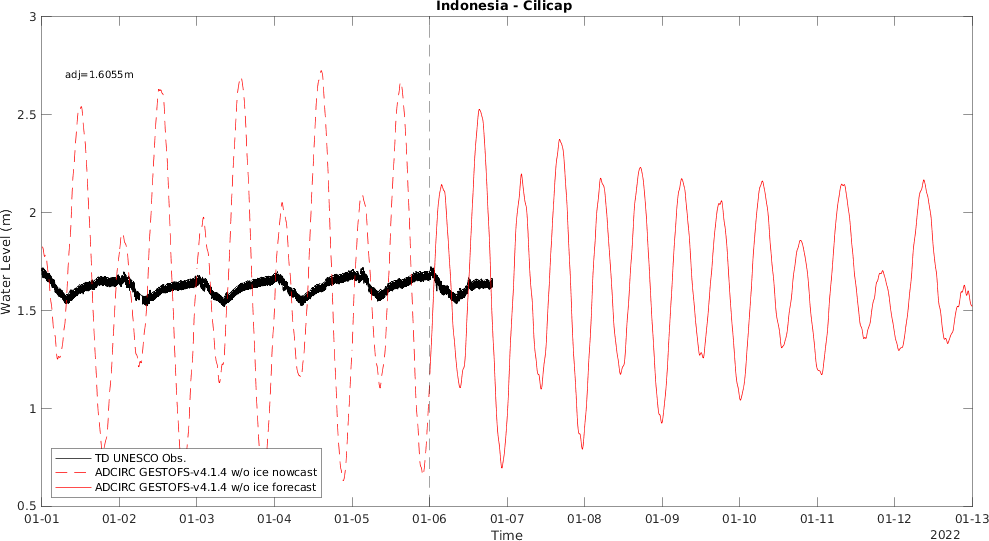 Indonesia - Cilicap
adj=1.6055m
Water Level (m)
3
2.5
2
1.5
1
0.5
TD UNESCO Obs.
ADCIRC GESTOFS-v4.1.4 w/o ice nowcast
ADCIRC GESTOFS-v4.1.4 w/o ice forecast
01-01 01-02 01-03 01-04 01-05 01-06 01-07 01-08 01-09 01-10 01-11 01-12 01-13
Time
2022